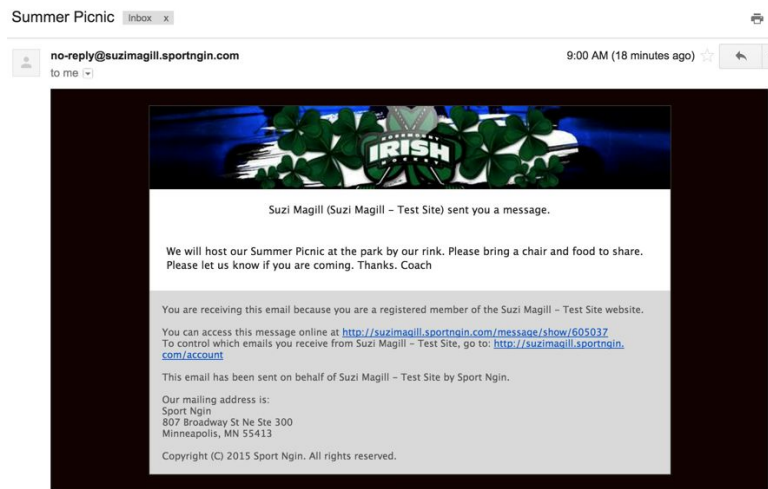 Summer Picnic Inbox x
no-reply@suzimagill.sportngin.com
9:00 AM (18 minutes ago)
to me
IRISH
Suzi Magill (Suzi Magill – Test Site) sent you a message.
We will host our Summer Picnic at the park by our rink. Please bring a chair and food to share.
Please let us know if you are coming. Thanks. Coach
You are receiving this email because you are a registered member of the Suzi Magill – Test Site website.
You can access this message online at http://suzimagill.sportngin.com/message/show/605037
To control which emails you receive from Suzi Magill – Test Site, go to: http://suzimagill.sportngin.
com/account
This email has been sent on behalf of Suzi Magill – Test Site by Sport Ngin.
Our mailing address is:
Sport Ngin
807 Broadway St Ne Ste 300
Minneapolis, MN 55413
Copyright (C) 2015 Sport Ngin. All rights reserved.